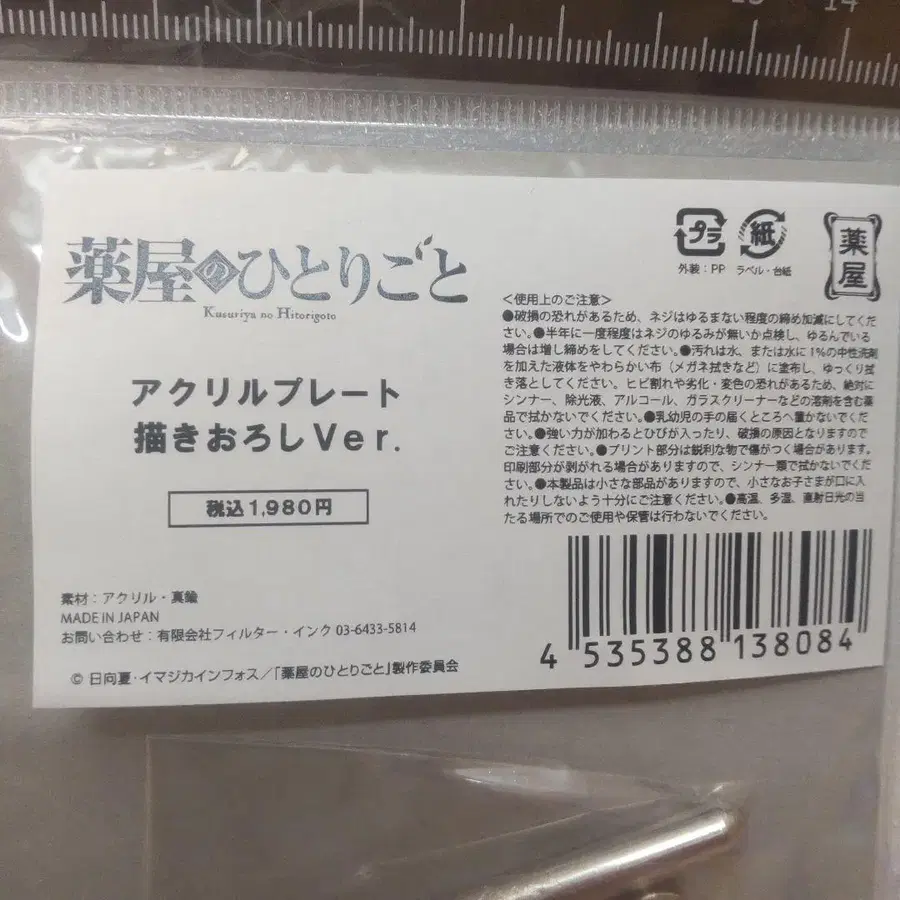 13 14
薬屋のひとりごと
Kusuriya no Hitorigoto
アクリルプレート
描きおろしVer.
税込1,980円
素材:アクリル・真鍮
MADE IN JAPAN
お問い合わせ:有限会社フィルター・インク 03-6433-5814
© 日向夏・イマジカインフォス/「薬屋のひとりごと」製作委員会
プラ
外装:PP
紙
ラベル・台紙
薬屋
<使用上のご注意>
●破損の恐れがあるため、ネジはゆるまない程度の締め加減にしてくだ
さい。●半年に一度程度はネジのゆるみが無いか点検し、ゆるんでいる
場合は増し締めをしてください。●汚れは水、または水に1%の中性洗剤
を加えた液体をやわらかい布(メガネ拭きなど)に塗布し、ゆっくり拭
き落としてください。ヒビ割れや劣化・変色の恐れがあるため、絶対に
シンナー、除光液、アルコール、ガラスクリーナーなどの溶剤を含む薬
品で拭かないでください。●乳幼児の手の届くところへ置かないでくだ
さい。●強い力が加わるとひびが入ったり、破損の原因となりますので
ご注意ください。●プリント部分は鋭利な物で傷がつく場合があります。
印刷部分が剥がれる場合がありますので、シンナー類で拭かないでくだ
さい。●本製品は小さな部品がありますので、小さなお子さまが口に入
れたりしないよう十分にご注意ください。●高温、多湿、直射日光の当
たる場所でのご使用や保管は行わないでください。
4 535388 138084